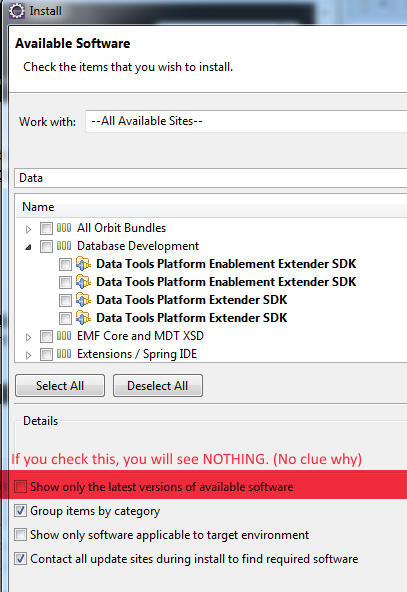 Install
Available Software
Check the items that you wish to install.
Work with: --All Available Sites--
Data
Name
All Orbit Bundles
Database Development
Data Tools Platform Enablement Extender SDK
Data Tools Platform Enablement Extender SDK
Data Tools Platform Extender SDK
Data Tools Platform Extender SDK
EMF Core and MDT XSD
Extensions / Spring IDE
Select All Deselect All
Details
If you check this, you will see NOTHING. (No clue why)
Show only the latest versions of available software
Group items by category
Show only software applicable to target environment
Contact all update sites during install to find required software